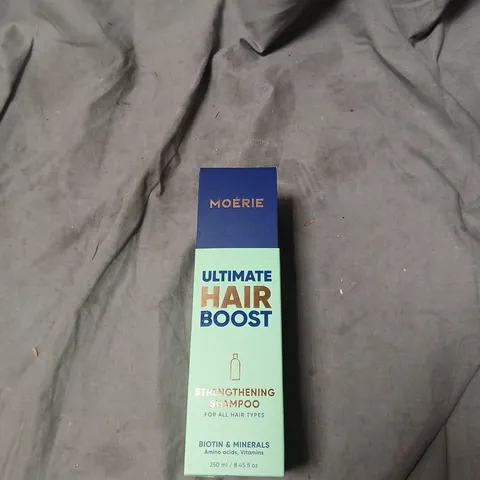 MOÉRIE
ULTIMATE
HAIR
BOOST
STRENGTHENING
SHAMPOO
FOR ALL HAIR TYPES
BIOTIN & MINERALS
Amino acids, Vitamins
250 ml / 8.45 fl oz